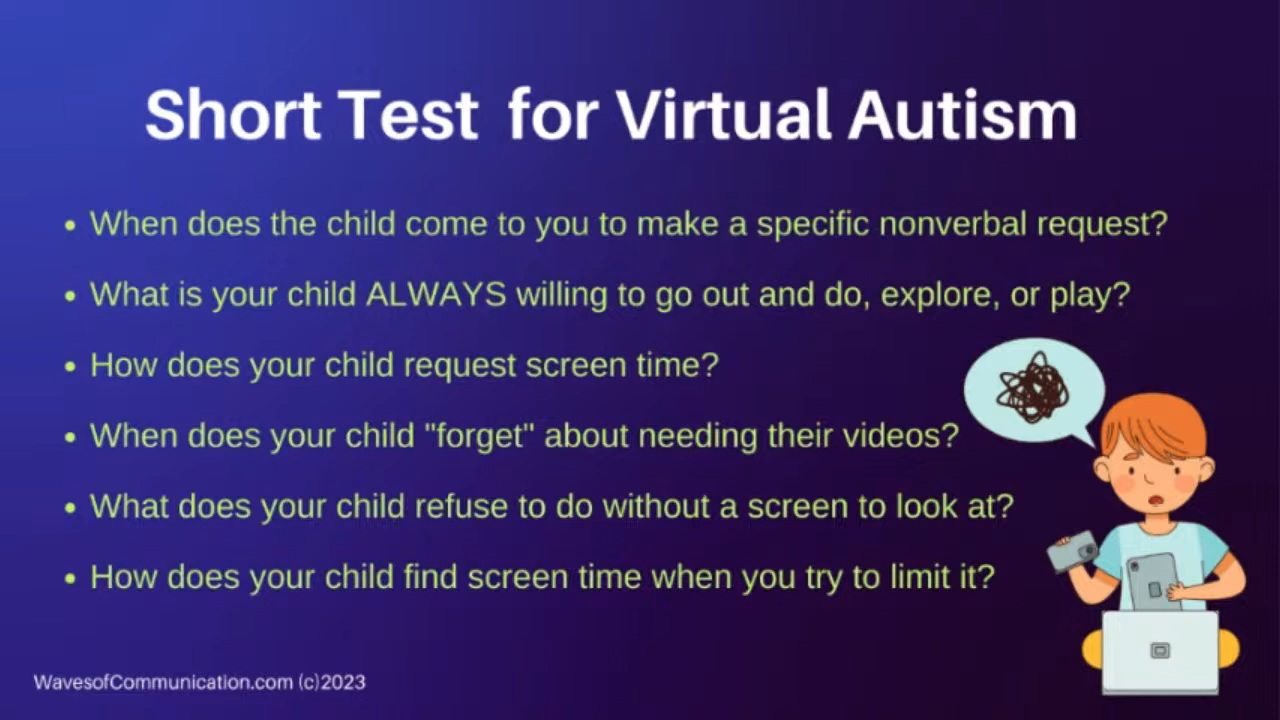 Short Test for Virtual Autism
• When does the child come to you to make a specific nonverbal request?
• What is your child ALWAYS willing to go out and do, explore, or play?
• How does your child request screen time?
• When does your child "forget" about needing their videos?
• What does your child refuse to do without a screen to look at?
• How does your child find screen time when you try to limit it?
WavesofCommunication.com (c)2023